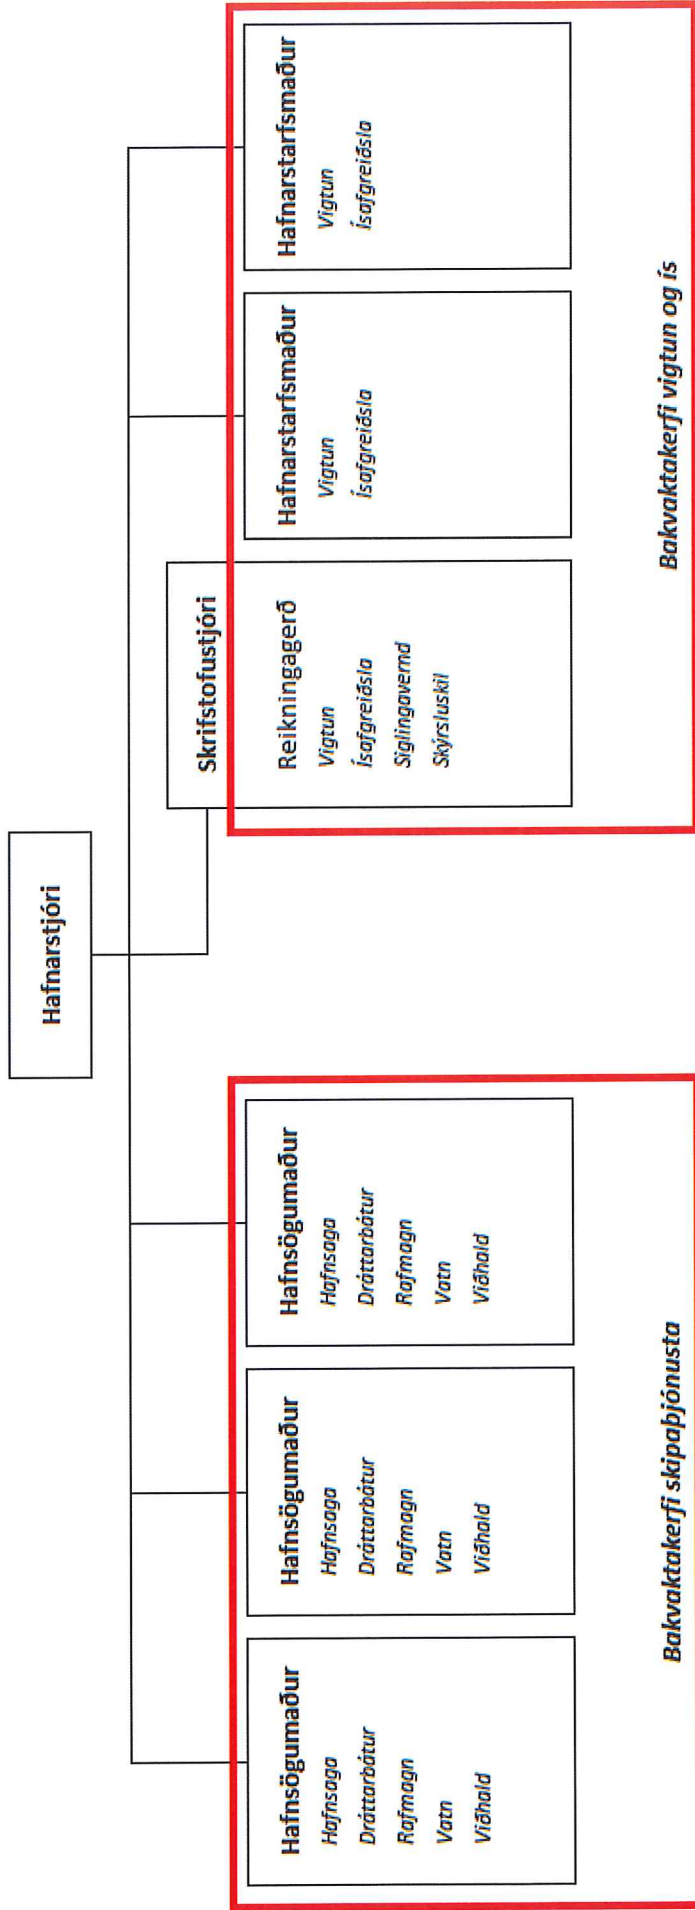 Hafnarstjóri
Hafnsögumaður
Hafnsaga
Dráttarbátur
Rafmagn
Vatn
Viðhald
Hafnsögumaður
Hafnsaga
Dráttarbátur
Rafmagn
Vatn
Viðhald
Hafnsögumaður
Hafnsaga
Dráttarbátur
Rafmagn
Vatn
Viðhald
Bakvaktakerfi skipaþjónusta
Skrifstofustjóri
Reikningagerð
Vigtun
Ísafgreiðsla
Siglingavernd
Skýrsluskil
Hafnarstarfsmaður
Vigtun
Ísafgreiðsla
Hafnarstarfsmaður
Vigtun
Ísafgreiðsla
Bakvaktakerfi vigtun og ís